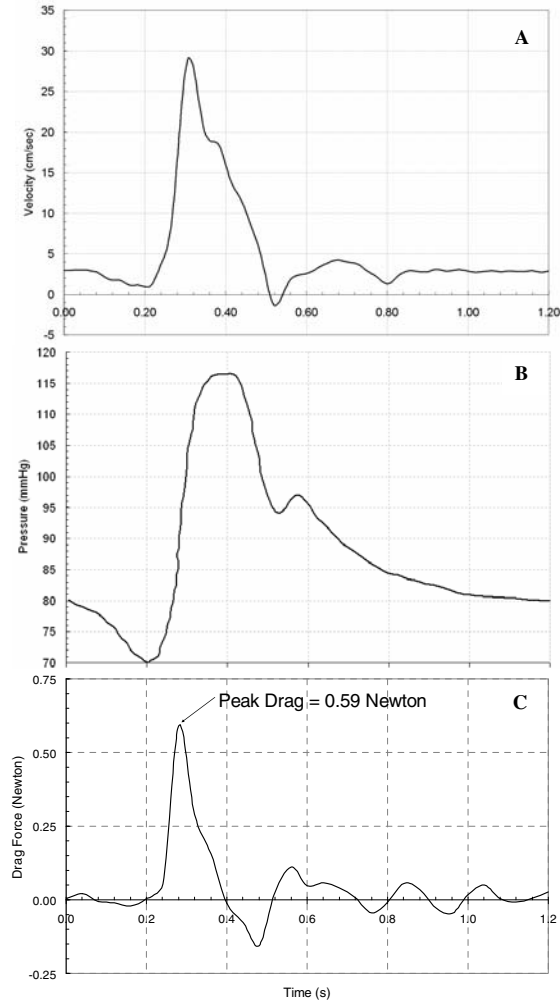 35
30
25
20
15
10
5
0
-5
Velocity (cm/sec)
A
0.00 0.20 0.40 0.60 0.80 1.00 1.20
120
115
110
105
100
95
90
85
80
75
70
Pressure (mmHg)
B
0.75
0.50
0.25
0.00
-0.25
Drag Force (Newton)
Peak Drag = 0.59 Newton
C
0.0 0.2 0.4 0.6 0.8 1.0 1.2
Time (s)